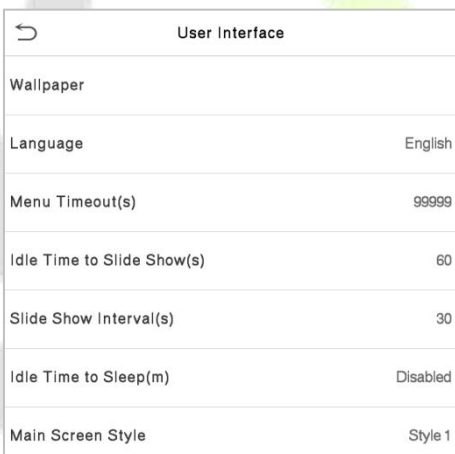 User Interface
Wallpaper
Language English
Menu Timeout(s) 99999
Idle Time to Slide Show(s) 60
Slide Show Interval(s) 30
Idle Time to Sleep(m) Disabled
Main Screen Style Style 1